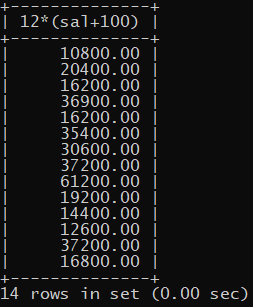 +--------------+
| 12*(sal+100) |
+--------------+
|     10800.00 |
|     20400.00 |
|     16200.00 |
|     36900.00 |
|     16200.00 |
|     35400.00 |
|     30600.00 |
|     37200.00 |
|     61200.00 |
|     19200.00 |
|     14400.00 |
|     12600.00 |
|     37200.00 |
|     16800.00 |
+--------------+
14 rows in set (0.00 sec)